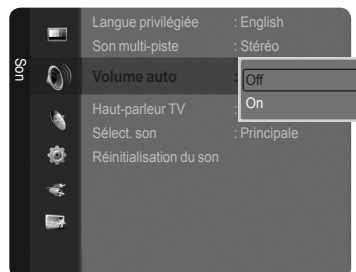 Son
Langue privilégiée : English
Son multi-piste : Stéréo
Volume auto :
Off
On
Haut-parleur TV :
Sélect. son : Principale
Réinitialisation du son